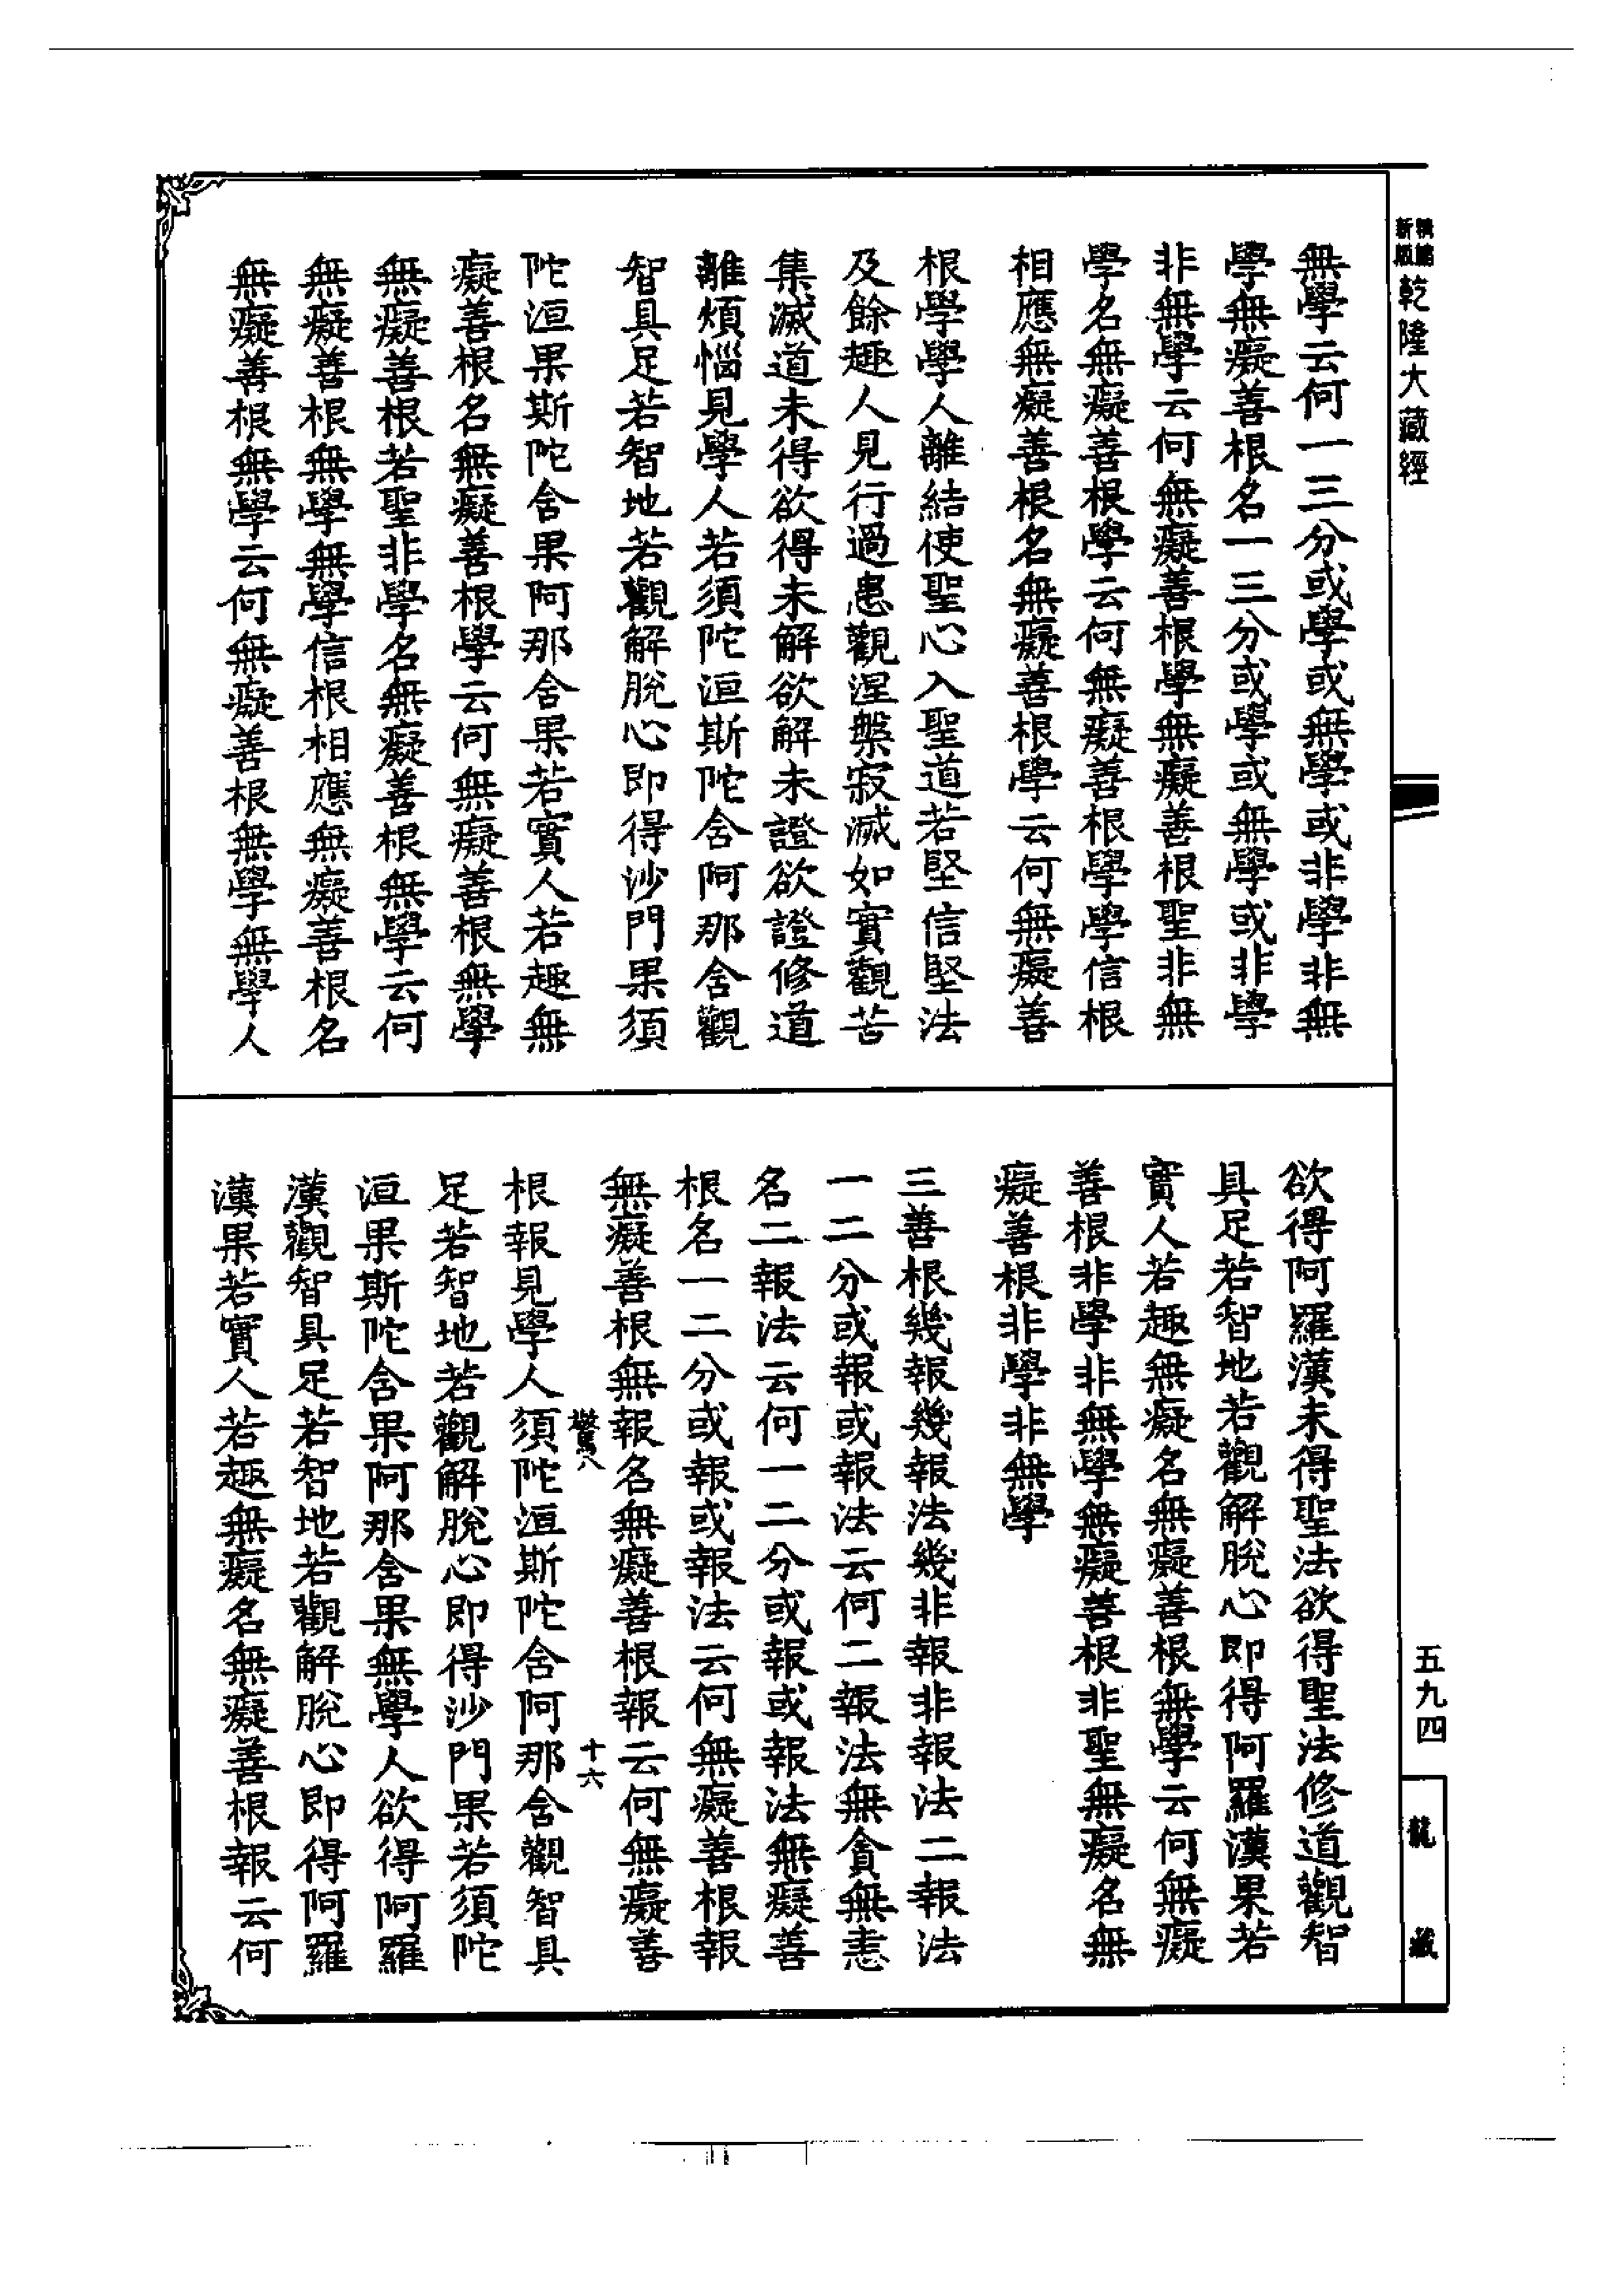 新編
縮版
乾隆大藏經
無學云何一三分或學或無學或非學非無
學無癡善根名一三分或學或無學或非學
非無學云何無癡善根學無癡善根聖非無
學名無癡善根學云何無癡善根學學信根
相應無癡善根名無癡善根學云何無癡善
根學學人離結使聖心入聖道若堅信堅法
及餘趣人見行過患觀涅槃寂滅如實觀苦
集滅道未得欲得未解欲解未證欲證修道
離煩惱見學人若須陀洹斯陀含阿那含觀
智具足若智地若觀解脫心即得沙門果須
陀洹果斯陀含果阿那含果若實人若趣無
癡善根名無癡善根學云何無癡善根無學
無癡善根若聖非學名無癡善根無學云何
無癡善根無學無學信根相應無癡善根名
無癡善根無學云何無癡善根無學無學人
欲得阿羅漢未得聖法欲得聖法修道觀智
具足若智地若觀解脫心即得阿羅漢果若
實人若趣無癡名無癡善根無學云何無癡
善根非學非無學無癡善根非聖無癡名無
癡善根非學非無學
三善根幾報幾報法幾非報非報法二報法
一二分或報或報法云何二報法無貪無恚
名二報法云何一二分或報或報法無癡善
根名一二分或報或報法云何無癡善根報
無癡善根無報名無癡善根報云何無癡善
根報見學人須陀洹斯陀含阿那含觀智具
足若智地若觀解脫心即得沙門果若須陀
洹果斯陀含果阿那含果無學人欲得阿羅
漢觀智具足若智地若觀解脫心即得阿羅
漢果若實人若趣無癡名無癡善根報云何
十六
五九四
龍藏